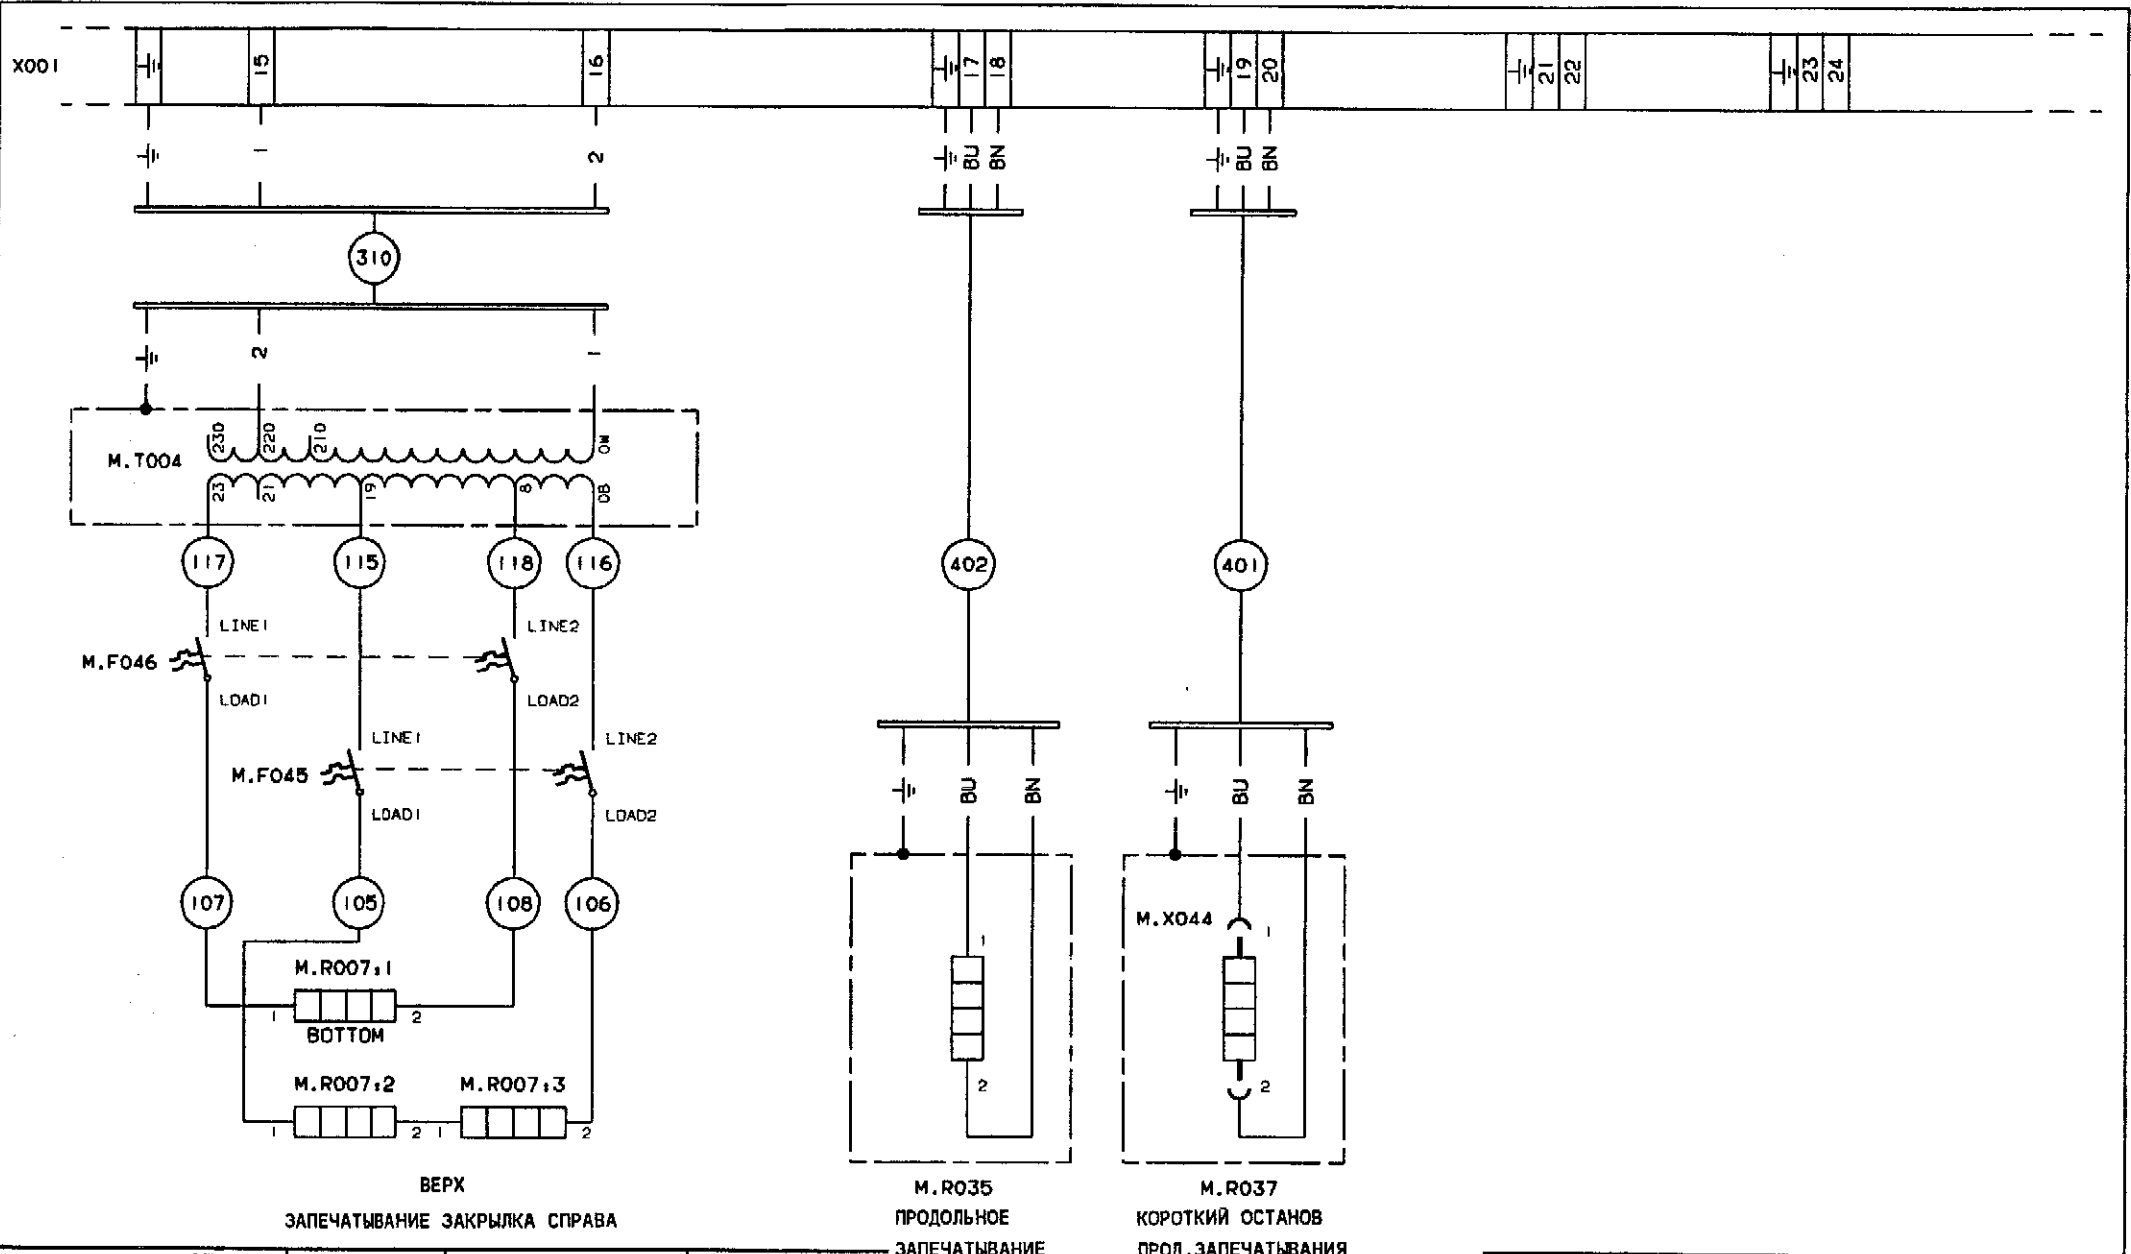 X001 15 16 17 18 19 20 21 22 23 24
1 2 BU BN BU BN
310
2 1
230 220 210 0W
M.T004
23 21 19 8 0B
117 115 118 116 402 401
LINE1 LINE2
M.F046
LOAD1 LOAD2
LINE1 LINE2
M.F045
BU BN BU BN
LOAD1 LOAD2
107 105 108 106
M.X044 1
1
M.R007:1
1 2
BOTTOM
M.R007:2 M.R007:3 2 2
1 2 1 2
ВЕРХ M.R035 M.R037
ЗАПЕЧАТЫВАНИЕ ЗАКРЫЛКА СПРАВА ПРОДОЛЬНОЕ КОРОТКИЙ ОСТАНОВ
ЗАПЕЧАТЫВАНИЕ ПРОД.ЗАПЕЧАТЫВАНИЯ